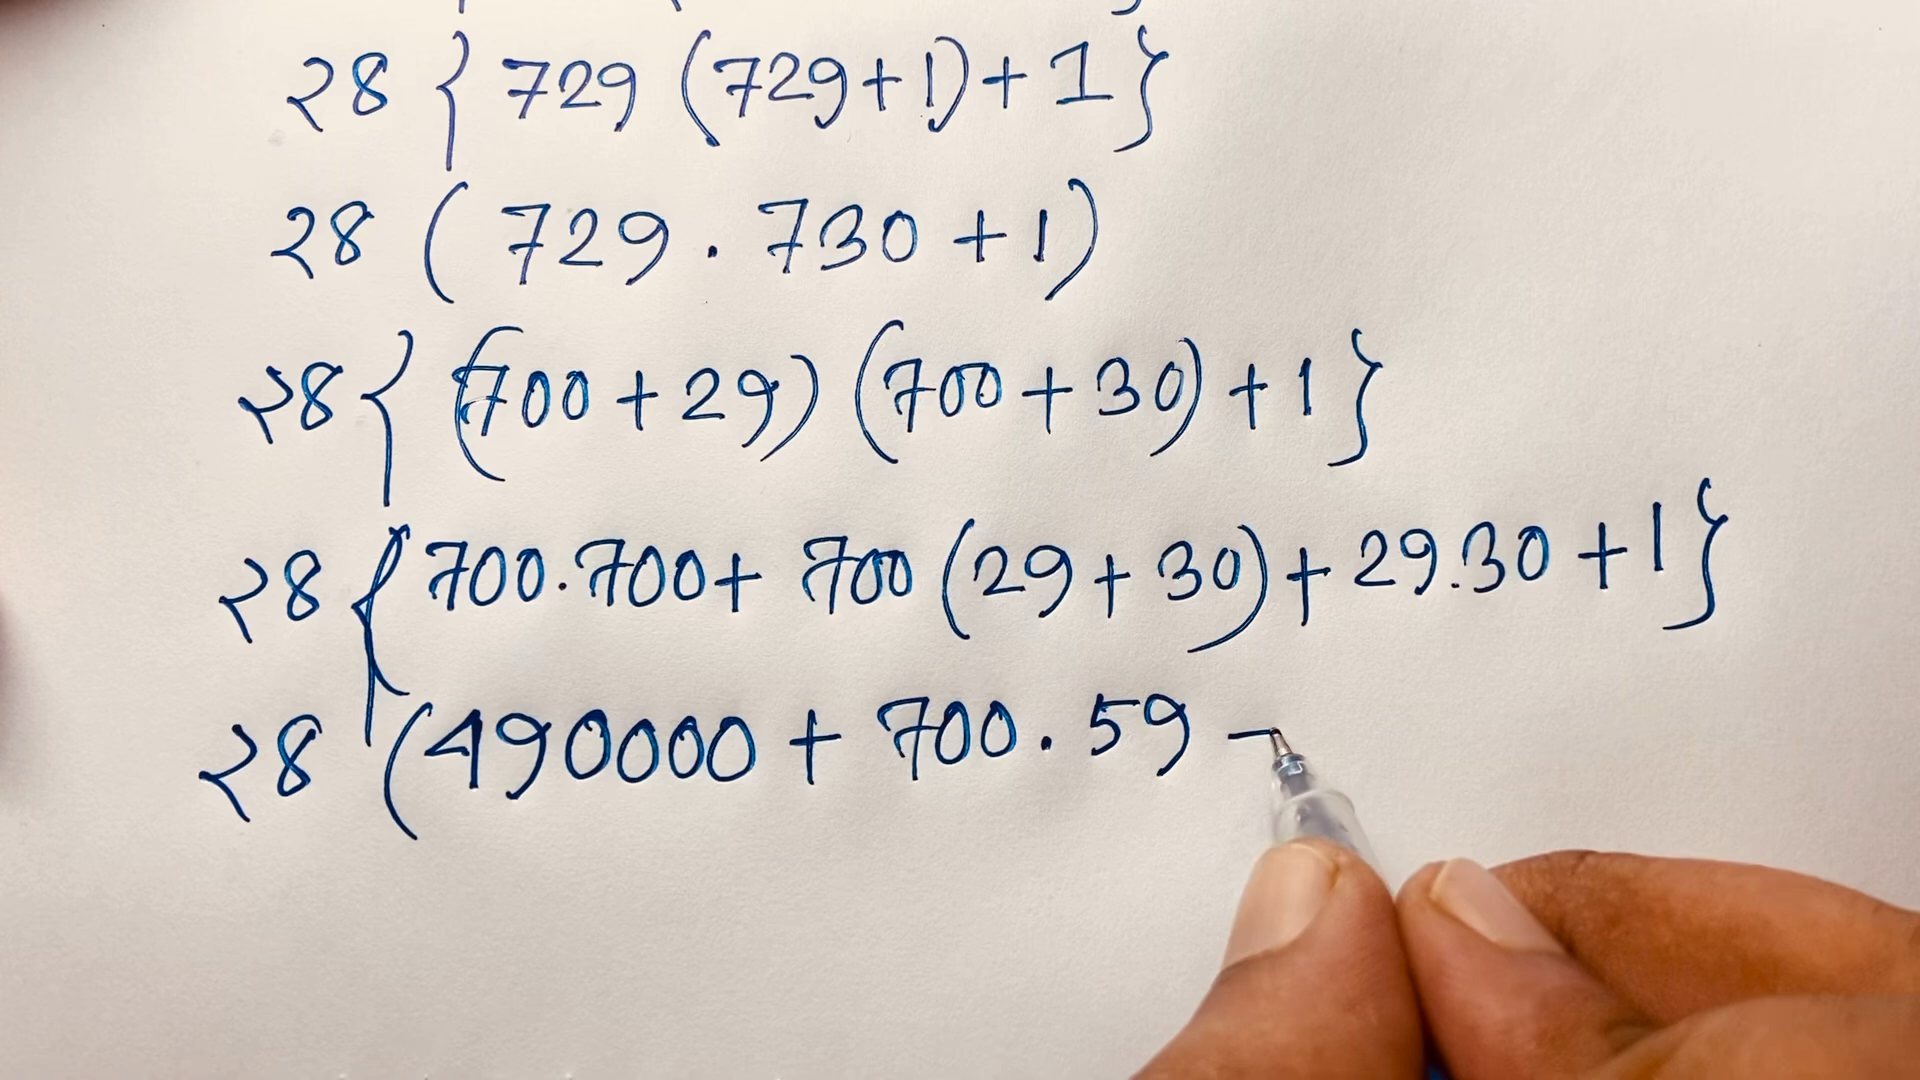 28 { 729 (729+1)+1}
28 ( 729 . 730 +1)
28 { (700 + 29) (700 + 30) + 1 }
28 { 700.700+ 700 (29 + 30) + 29.30 + 1 }
28 (490000 + 700 . 59 -